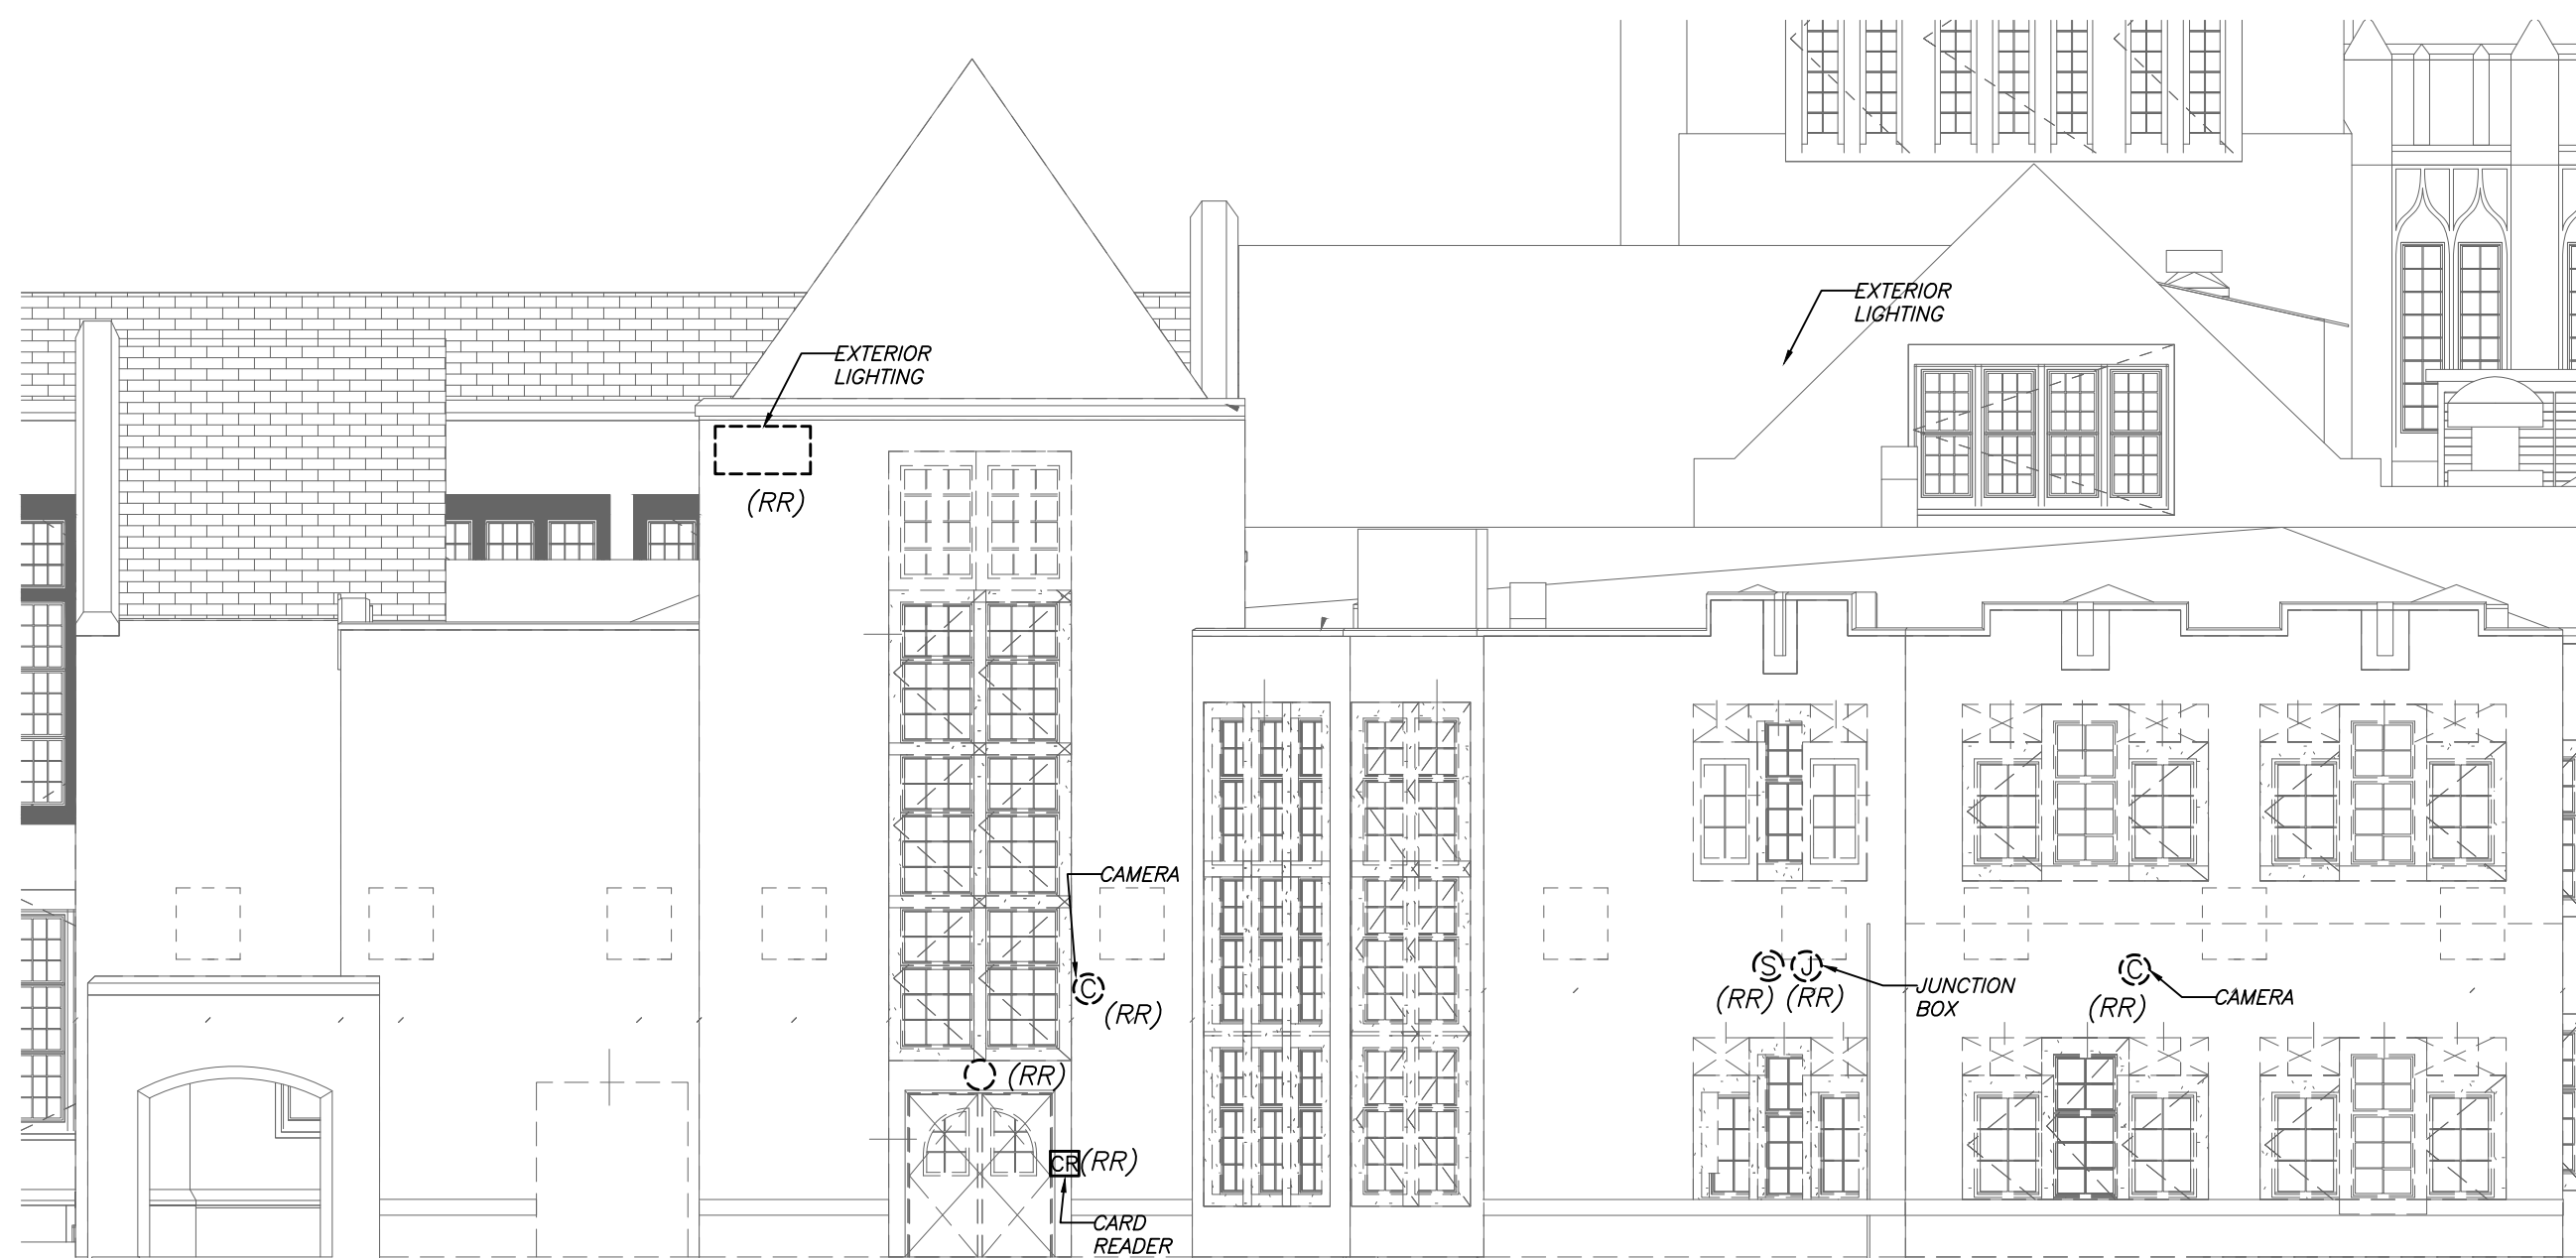 EXTERIOR
LIGHTING
EXTERIOR
LIGHTING
(RR)
CAMERA
C
(RR)
S J
(RR) (RR)
JUNCTION
BOX
C
(RR)
CAMERA
(RR)
CR (RR)
CARD
READER